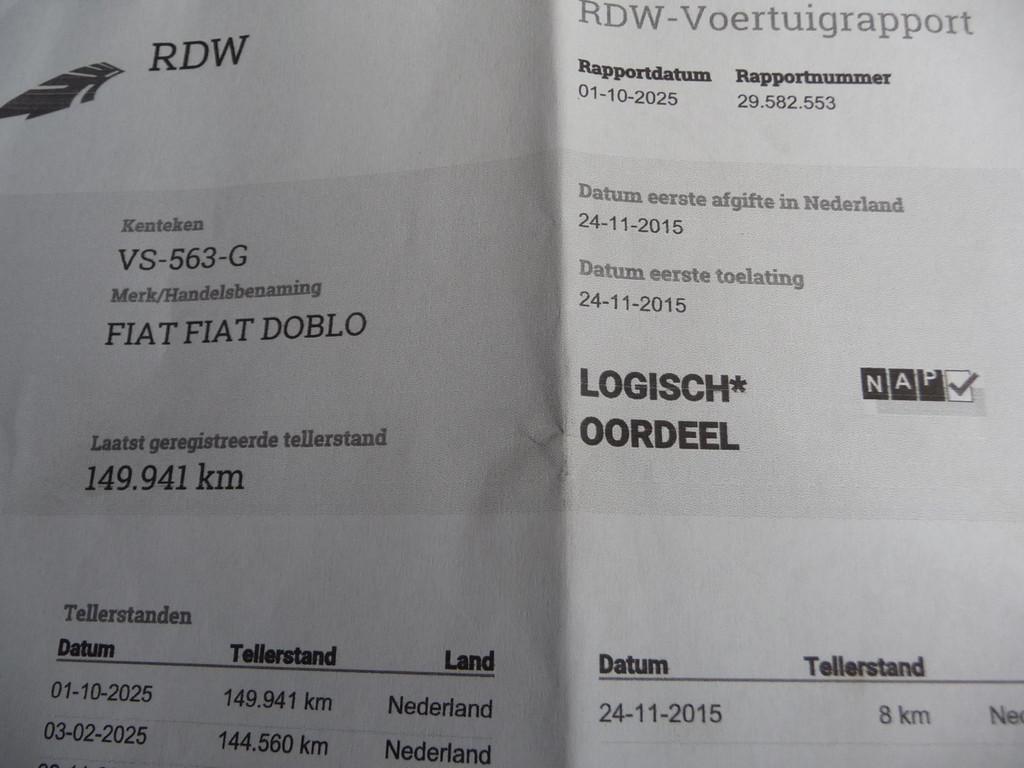 RDW
RDW-Voertuigrapport
Rapportdatum Rapportnummer
01-10-2025 29.582.553
Kenteken
VS-563-G
Merk/Handelsbenaming
FIAT FIAT DOBLO
Laatst geregistreerde tellerstand
149.941 km
Datum eerste afgifte in Nederland
24-11-2015
Datum eerste toelating
24-11-2015
LOGISCH*
OORDEEL
NAP
Tellerstanden
Datum Tellerstand Land
01-10-2025 149.941 km Nederland
03-02-2025 144.560 km Nederland
Datum Tellerstand
24-11-2015 8 km